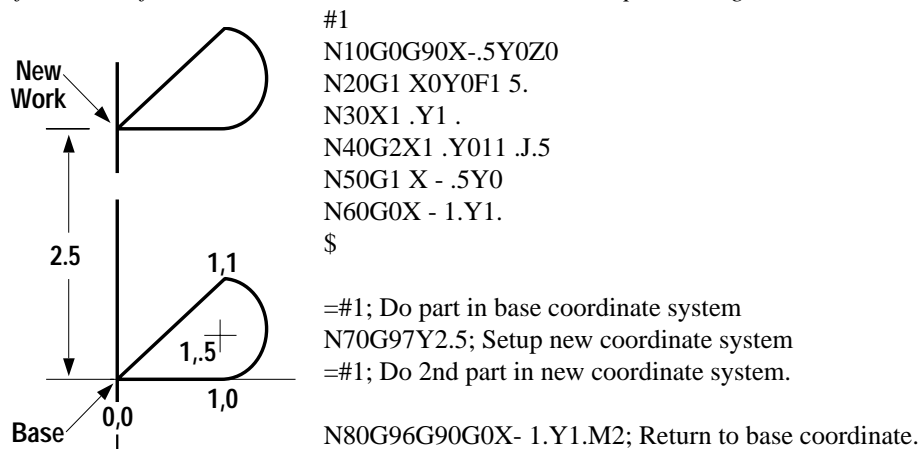 New
Work
2.5
1,1
1,.5
1,0
0,0
Base
#1
N10G0G90X-.5Y0Z0
N20G1 X0Y0F1 5.
N30X1 .Y1 .
N40G2X1 .Y011 .J.5
N50G1 X - .5Y0
N60G0X - 1.Y1.
$
=#1; Do part in base coordinate system
N70G97Y2.5; Setup new coordinate system
=#1; Do 2nd part in new coordinate system.
N80G96G90G0X- 1.Y1.M2; Return to base coordinate.